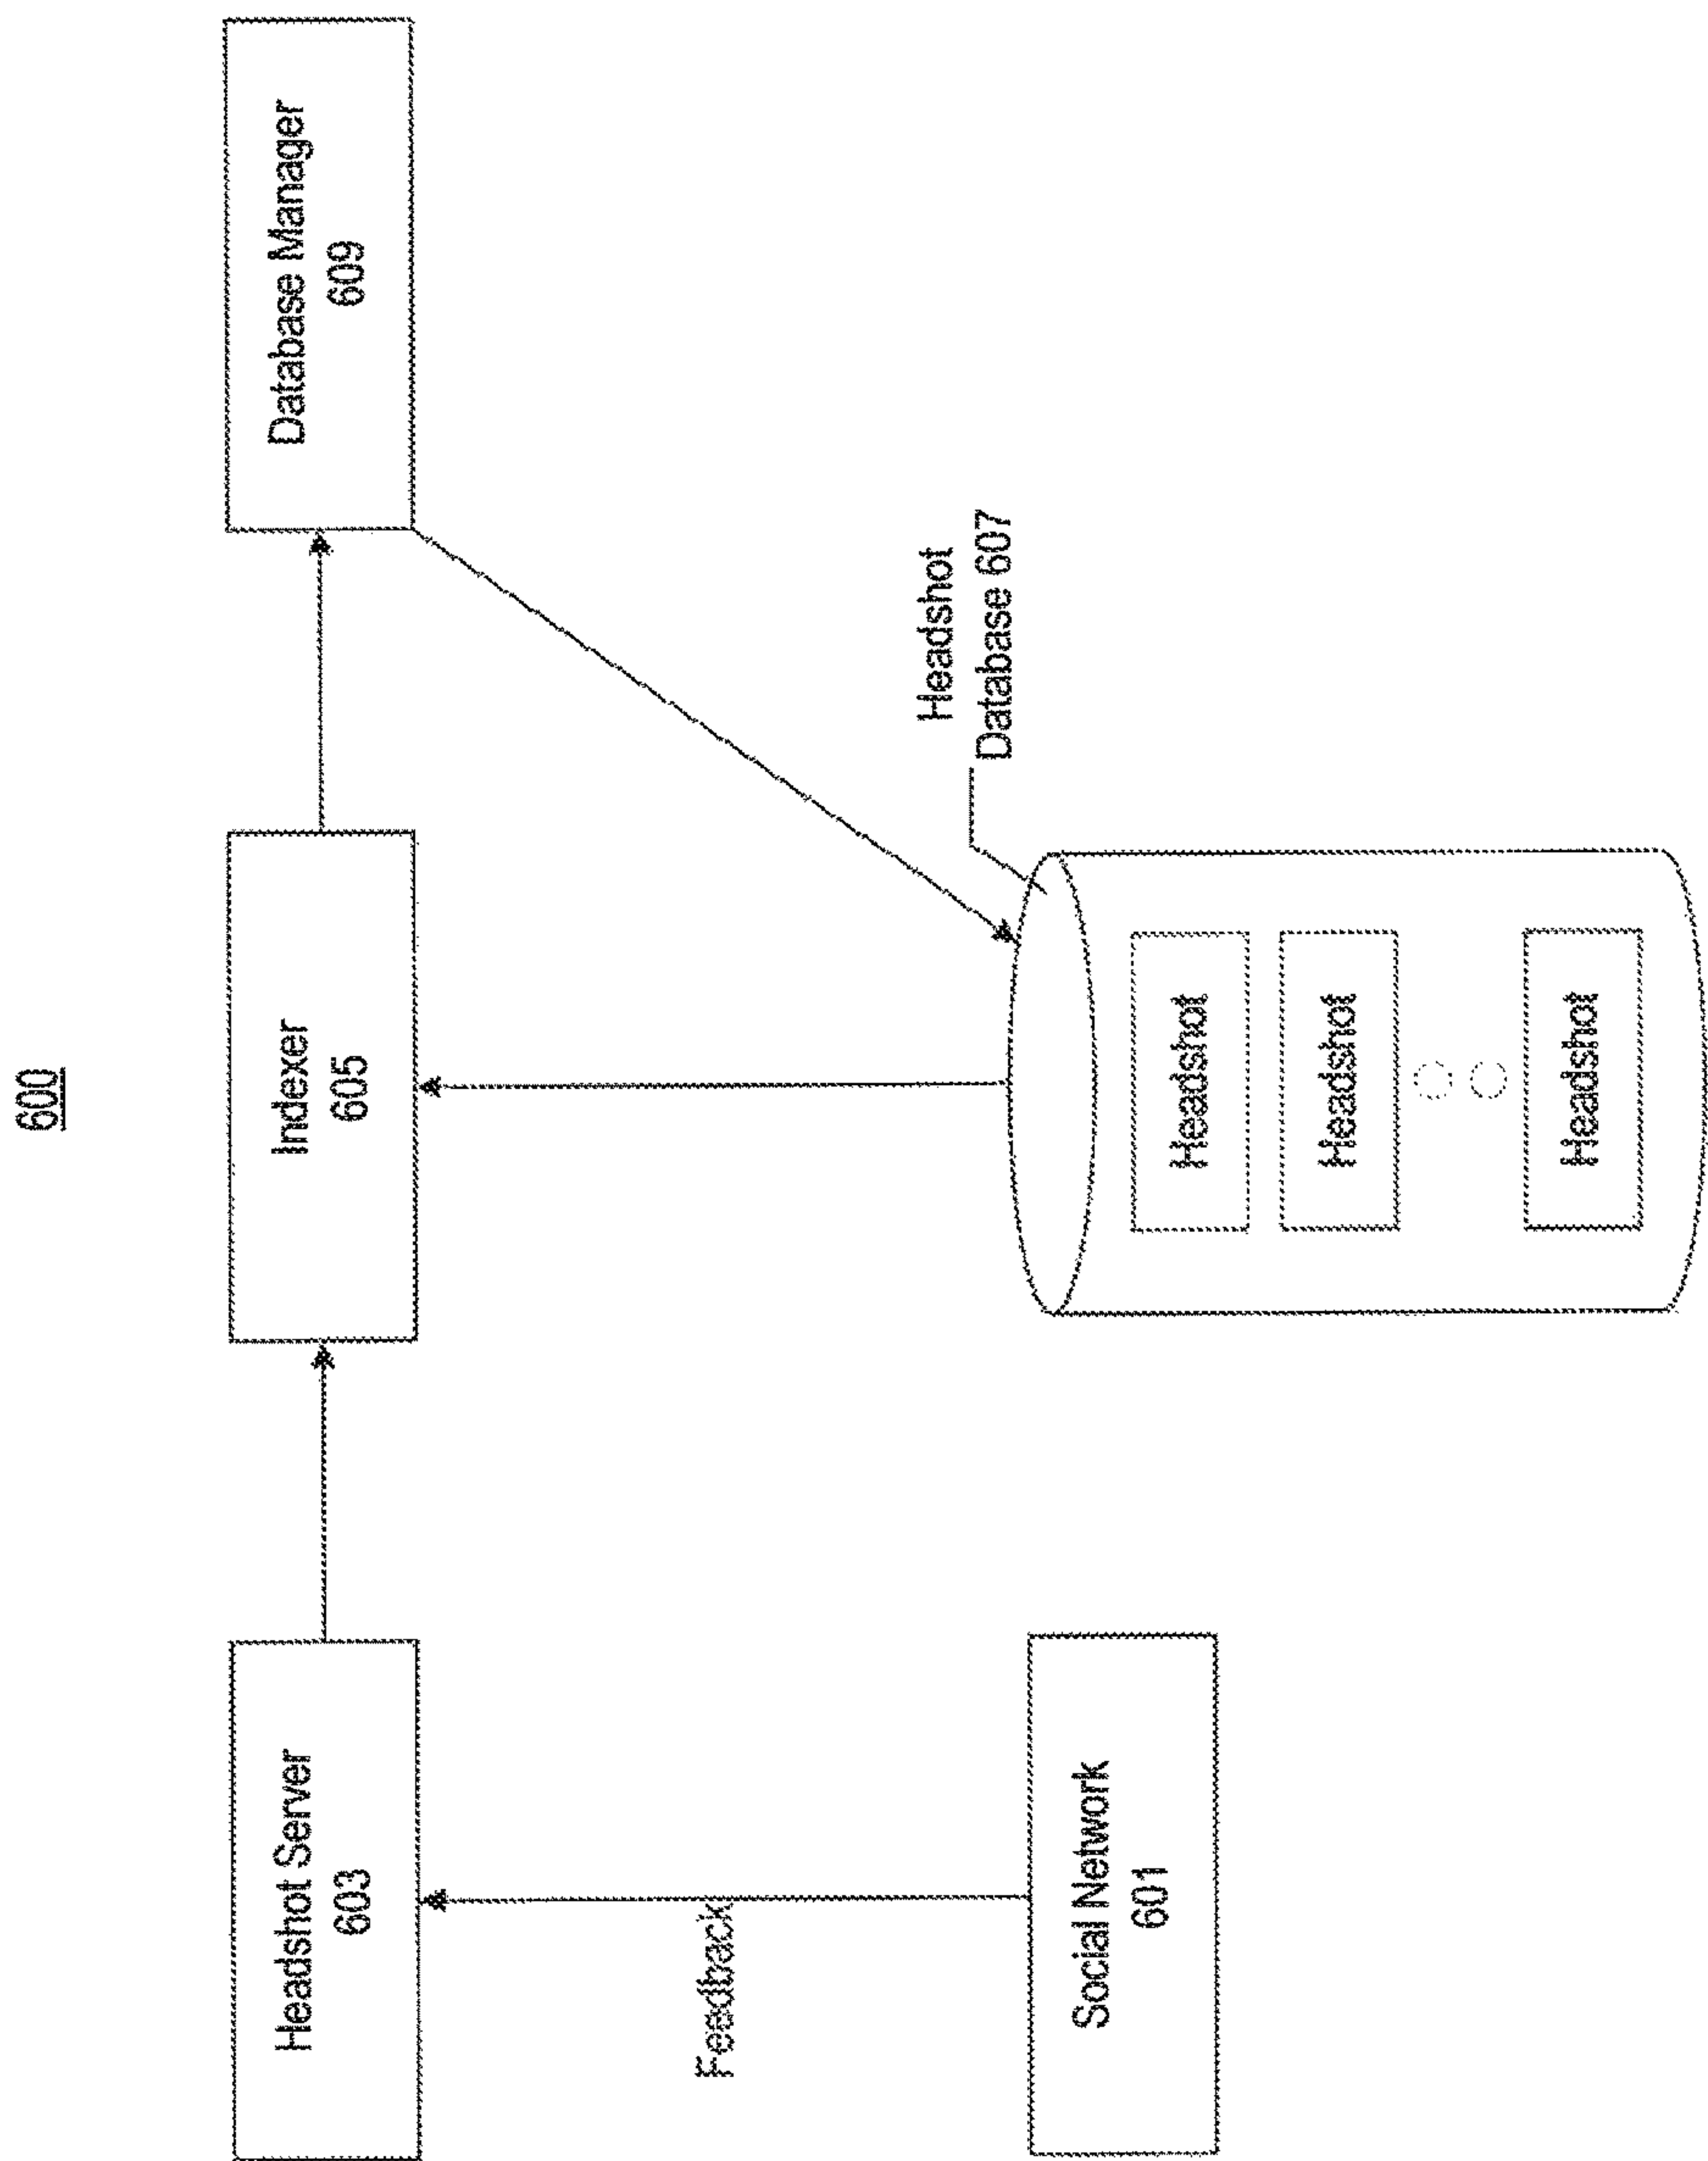 600
Headshot Server
603
Indexer
605
Database Manager
609
Feedback
Headshot
Database 607
Social Network
601
Headshot
Headshot
Headshot